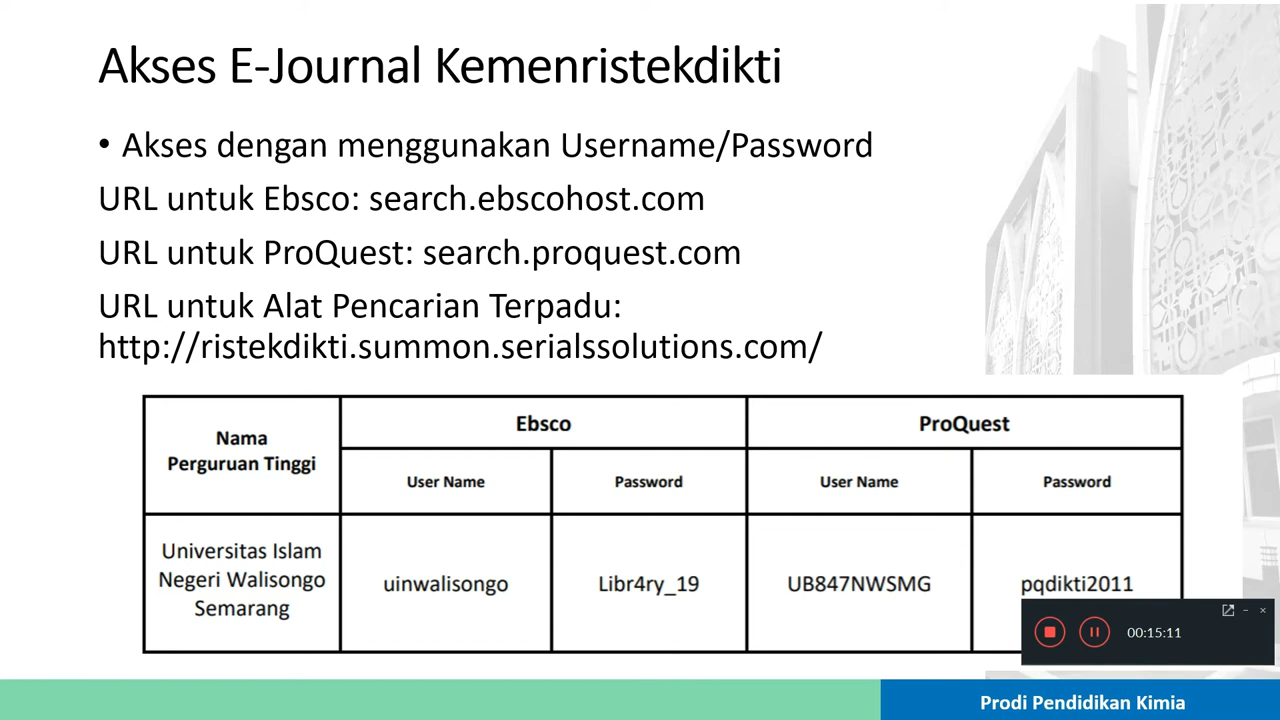 Akses E-Journal Kemenristekdikti
• Akses dengan menggunakan Username/Password
URL untuk Ebsco: search.ebscohost.com
URL untuk ProQuest: search.proquest.com
URL untuk Alat Pencarian Terpadu:
http://ristekdikti.summon.serialssolutions.com/
Nama
Perguruan Tinggi
Ebsco
ProQuest
User Name
Password
User Name
Password
Universitas Islam
Negeri Walisongo
Semarang
uinwalisongo
Libr4ry_19
UB847NWSMG
pqdikti2011
00:15:11
Prodi Pendidikan Kimia